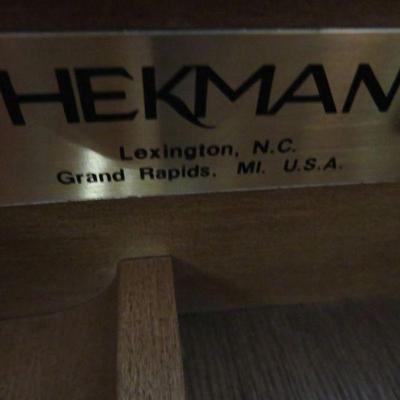 HEKMAN
Lexington, N.C.
Grand Rapids, MI. U.S.A.